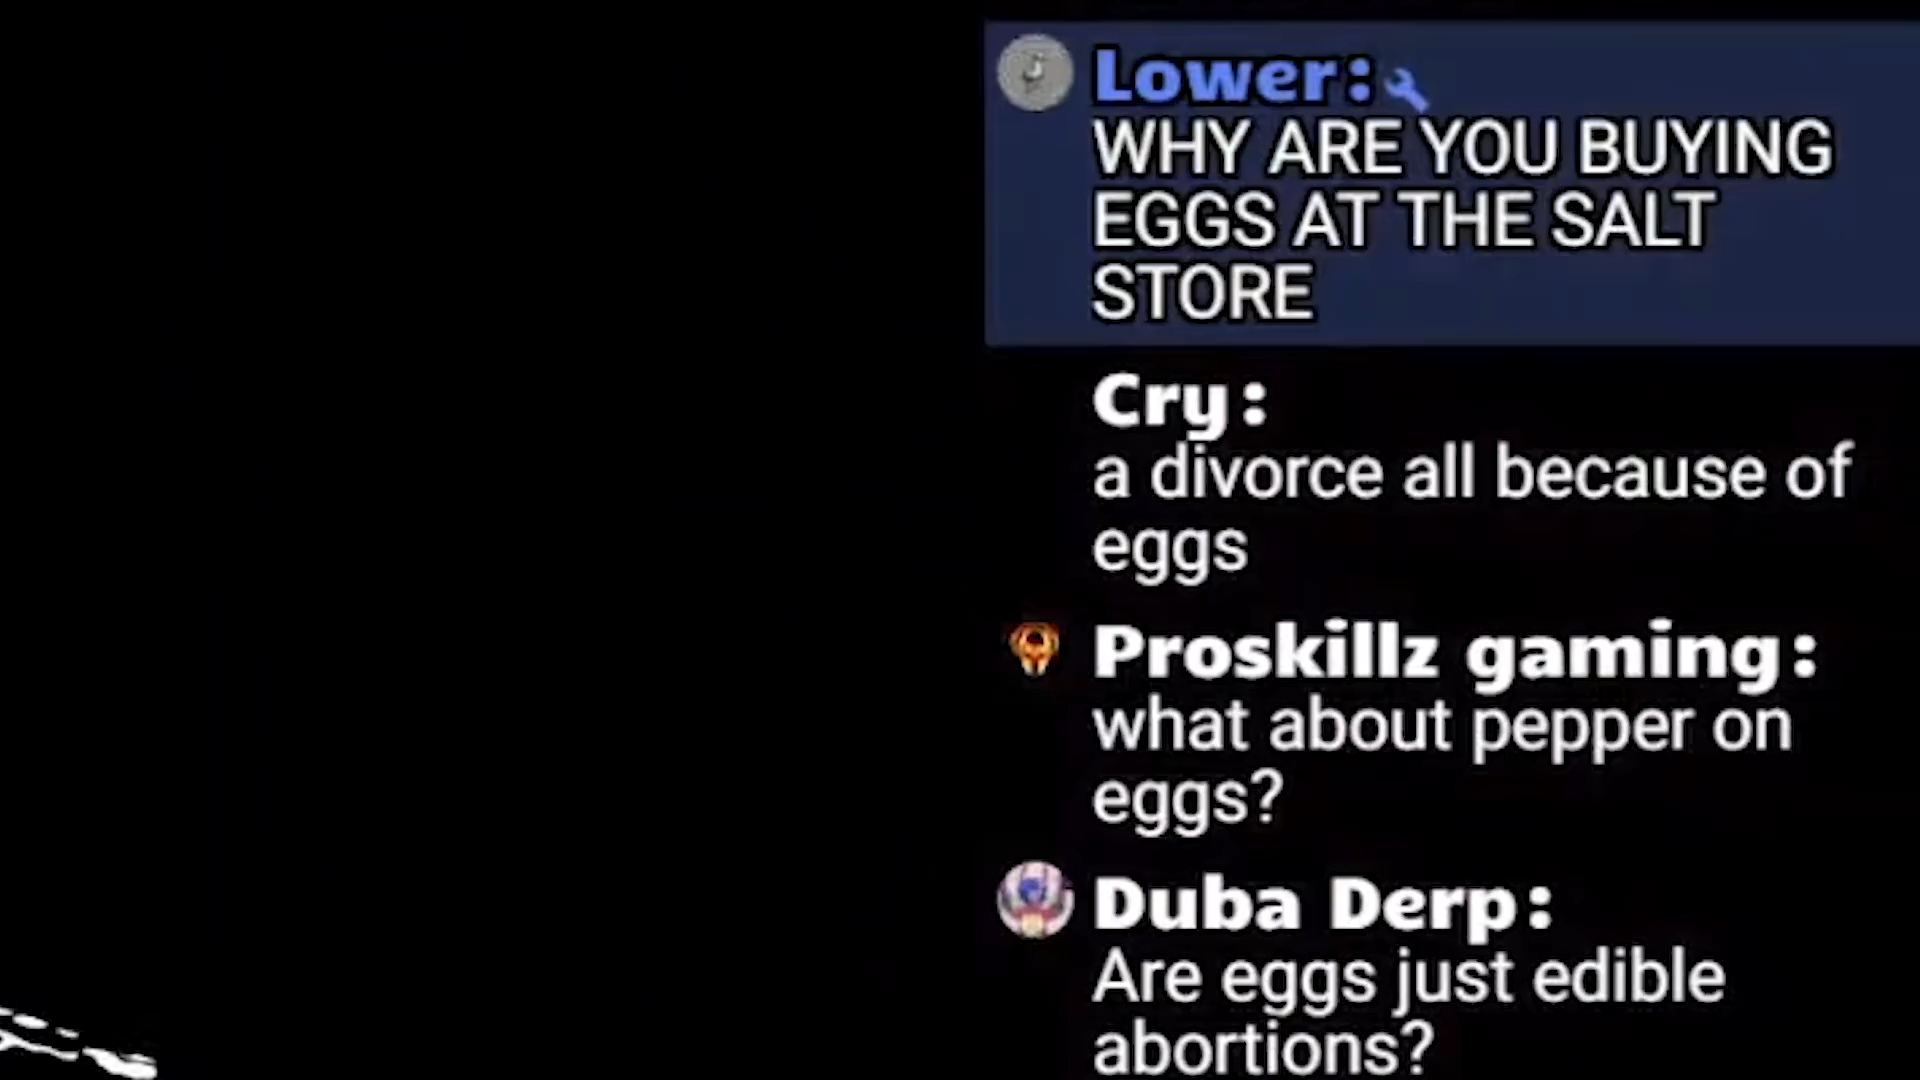 Lower:
WHY ARE YOU BUYING
EGGS AT THE SALT
STORE
Cry:
a divorce all because of
eggs
Proskillz gaming:
what about pepper on
eggs?
Duba Derp:
Are eggs just edible
abortions?